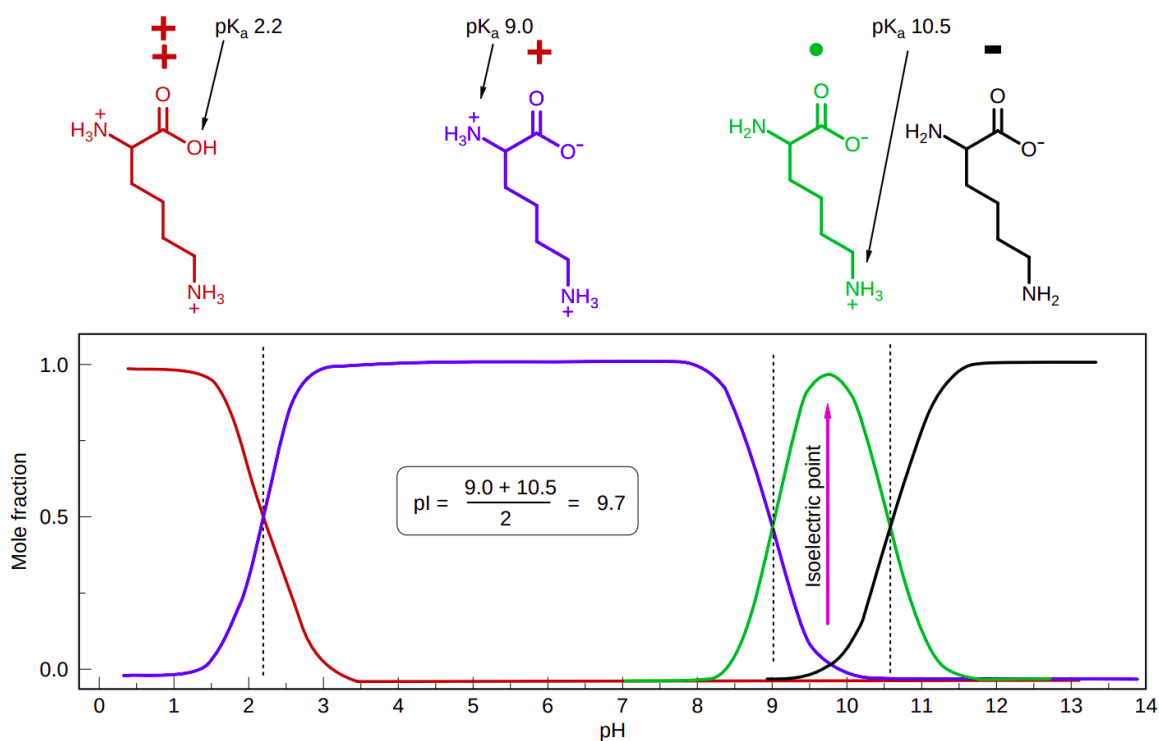 pKa 2.2
pKa 9.0
pKa 10.5
+
+
+
•
-
H3N+
O
OH
NH3+
H3N+
O
O−
NH3+
H2N
O
O−
NH3+
H2N
O
O−
NH2
1.0
0.5
0.0
Mole fraction
pI = 9.0 + 10.5 / 2 = 9.7
Isoelectric point
0 1 2 3 4 5 6 7 8 9 10 11 12 13 14
pH